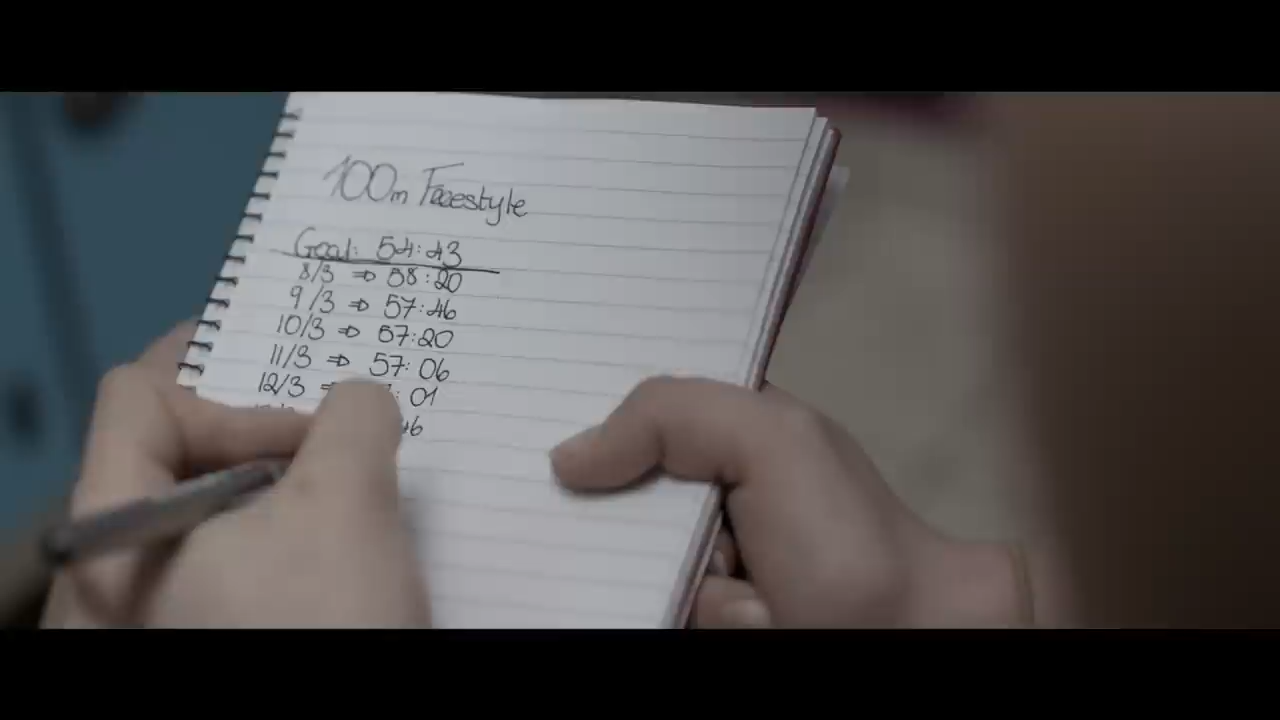 100m Freestyle
Goal: 54:43
8/3 ⇒ 58:20
9/3 ⇒ 57:46
10/3 ⇒ 57:20
11/3 ⇒ 57:06
12/3 ⇒ :01
46